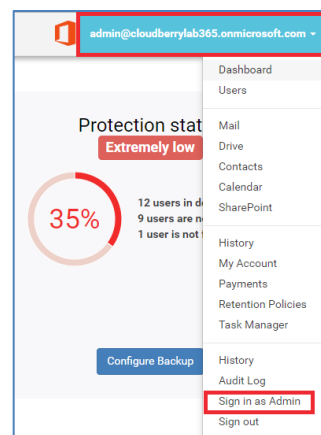 admin@cloudberrylab365.onmicrosoft.com
Dashboard
Users
Mail
Drive
Contacts
Calendar
SharePoint
History
My Account
Payments
Retention Policies
Task Manager
History
Audit Log
Sign in as Admin
Sign out
Protection stat
Extremely low
35%
12 users in d
9 users are n
1 user is not
Configure Backup